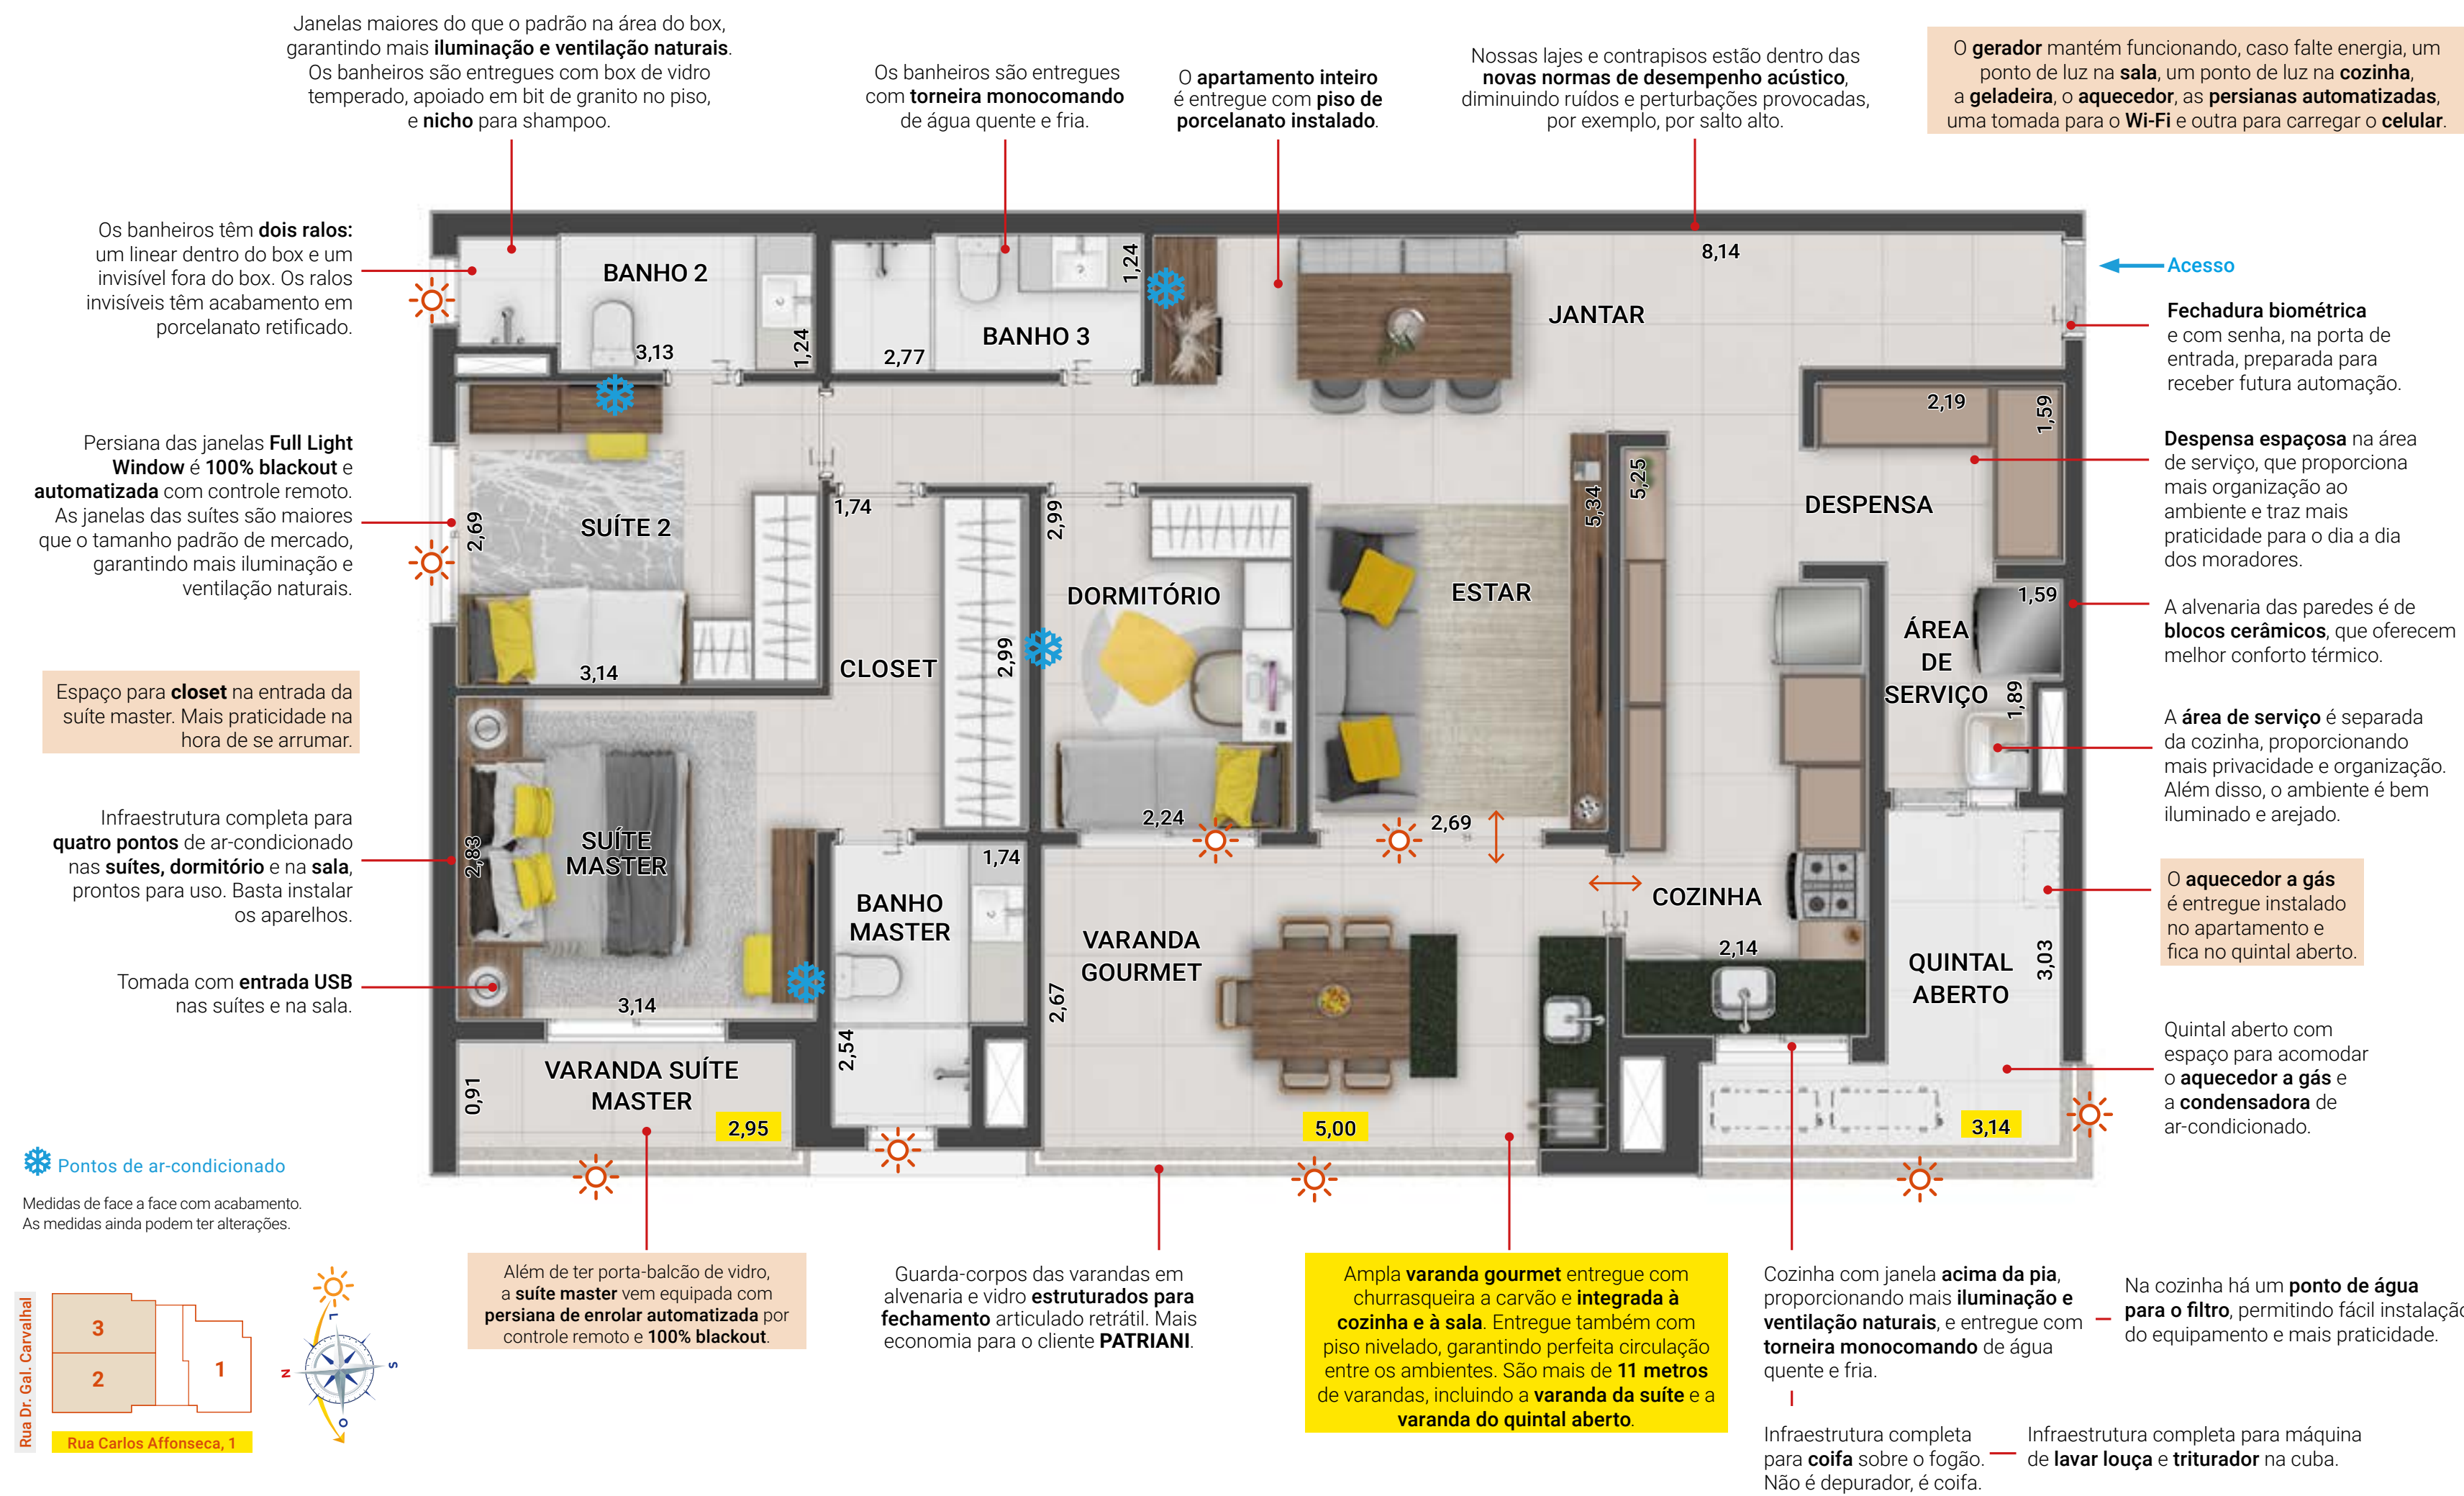 Janelas maiores do que o padrão na área do box,
garantindo mais iluminação e ventilação naturais.
Os banheiros são entregues com box de vidro
temperado, apoiado em bit de granito no piso,
e nicho para shampoo.
Os banheiros são entregues
com torneira monocomando
de água quente e fria.
O apartamento inteiro
é entregue com piso de
porcelanato instalado.
Nossas lajes e contrapisos estão dentro das
novas normas de desempenho acústico,
diminuindo ruídos e perturbações provocadas,
por exemplo, por salto alto.
O gerador mantém funcionando, caso falte energia, um
ponto de luz na sala, um ponto de luz na cozinha,
a geladeira, o aquecedor, as persianas automatizadas,
uma tomada para o Wi-Fi e outra para carregar o celular.
Os banheiros têm dois ralos:
um linear dentro do box e um
invisível fora do box. Os ralos
invisíveis têm acabamento em
porcelanato retificado.
Persiana das janelas Full Light
Window é 100% blackout e
automatizada com controle remoto.
As janelas das suítes são maiores
que o tamanho padrão de mercado,
garantindo mais iluminação e
ventilação naturais.
Espaço para closet na entrada da
suíte master. Mais praticidade na
hora de se arrumar.
Infraestrutura completa para
quatro pontos de ar-condicionado
nas suítes, dormitório e na sala,
prontos para uso. Basta instalar
os aparelhos.
Tomada com entrada USB
nas suítes e na sala.
BANHO 2
3,13
1,24
BANHO 3
2,77
1,24
8,14
JANTAR
2,19
1,59
DESPENSA
5,25
5,34
SUÍTE 2
2,69
3,14
1,74
CLOSET
2,99
2,99
DORMITÓRIO
2,24
ESTAR
2,69
1,59
ÁREA
DE
SERVIÇO
1,89
SUÍTE
MASTER
2,83
3,14
1,74
BANHO
MASTER
2,54
VARANDA
GOURMET
2,67
5,00
COZINHA
2,14
QUINTAL
ABERTO
3,03
3,14
VARANDA SUÍTE
MASTER
0,91
2,95
Acesso
Fechadura biométrica
e com senha, na porta de
entrada, preparada para
receber futura automação.
Despensa espaçosa na área
de serviço, que proporciona
mais organização ao
ambiente e traz mais
praticidade para o dia a dia
dos moradores.
A alvenaria das paredes é de
blocos cerâmicos, que oferecem
melhor conforto térmico.
A área de serviço é separada
da cozinha, proporcionando
mais privacidade e organização.
Além disso, o ambiente é bem
iluminado e arejado.
O aquecedor a gás
é entregue instalado
no apartamento e
fica no quintal aberto.
Quintal aberto com
espaço para acomodar
o aquecedor a gás e
a condensadora de
ar-condicionado.
Pontos de ar-condicionado
Medidas de face a face com acabamento.
As medidas ainda podem ter alterações.
Rua Dr. Gal. Carvalhal
3
2
1
Rua Carlos Affonseca, 1
L
N
S
O
Além de ter porta-balcão de vidro,
a suíte master vem equipada com
persiana de enrolar automatizada por
controle remoto e 100% blackout.
Guarda-corpos das varandas em
alvenaria e vidro estruturados para
fechamento articulado retrátil. Mais
economia para o cliente PATRIANI.
Ampla varanda gourmet entregue com
churrasqueira a carvão e integrada à
cozinha e à sala. Entregue também com
piso nivelado, garantindo perfeita circulação
entre os ambientes. São mais de 11 metros
de varandas, incluindo a varanda da suíte e a
varanda do quintal aberto.
Cozinha com janela acima da pia,
proporcionando mais iluminação e
ventilação naturais, e entregue com
torneira monocomando de água
quente e fria.
Na cozinha há um ponto de água
para o filtro, permitindo fácil instalação
do equipamento e mais praticidade.
Infraestrutura completa
para coifa sobre o fogão.
Não é depurador, é coifa.
Infraestrutura completa para máquina
de lavar louça e triturador na cuba.